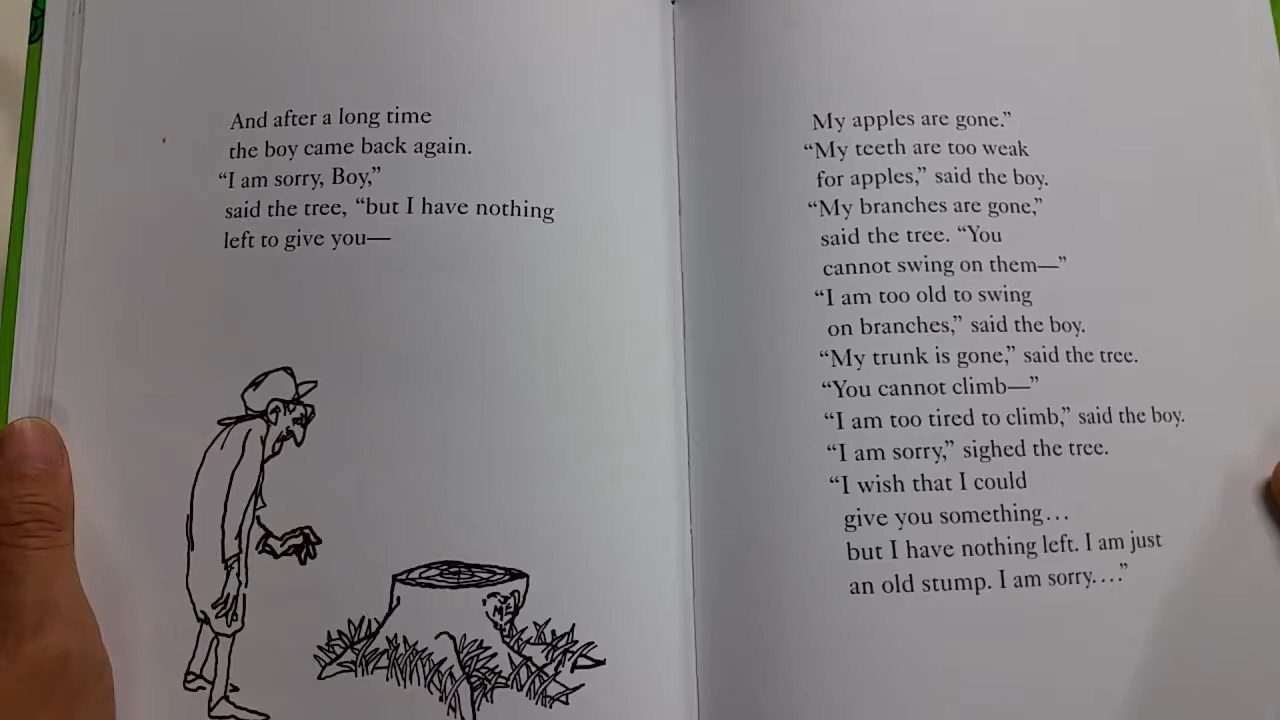 And after a long time
the boy came back again.
“I am sorry, Boy,”
said the tree, “but I have nothing
left to give you—
ME
My apples are gone.”
“My teeth are too weak
for apples,” said the boy.
“My branches are gone,”
said the tree. “You
cannot swing on them—”
“I am too old to swing
on branches,” said the boy.
“My trunk is gone,” said the tree.
“You cannot climb—”
“I am too tired to climb,” said the boy.
“I am sorry,” sighed the tree.
“I wish that I could
give you something...
but I have nothing left. I am just
an old stump. I am sorry....”